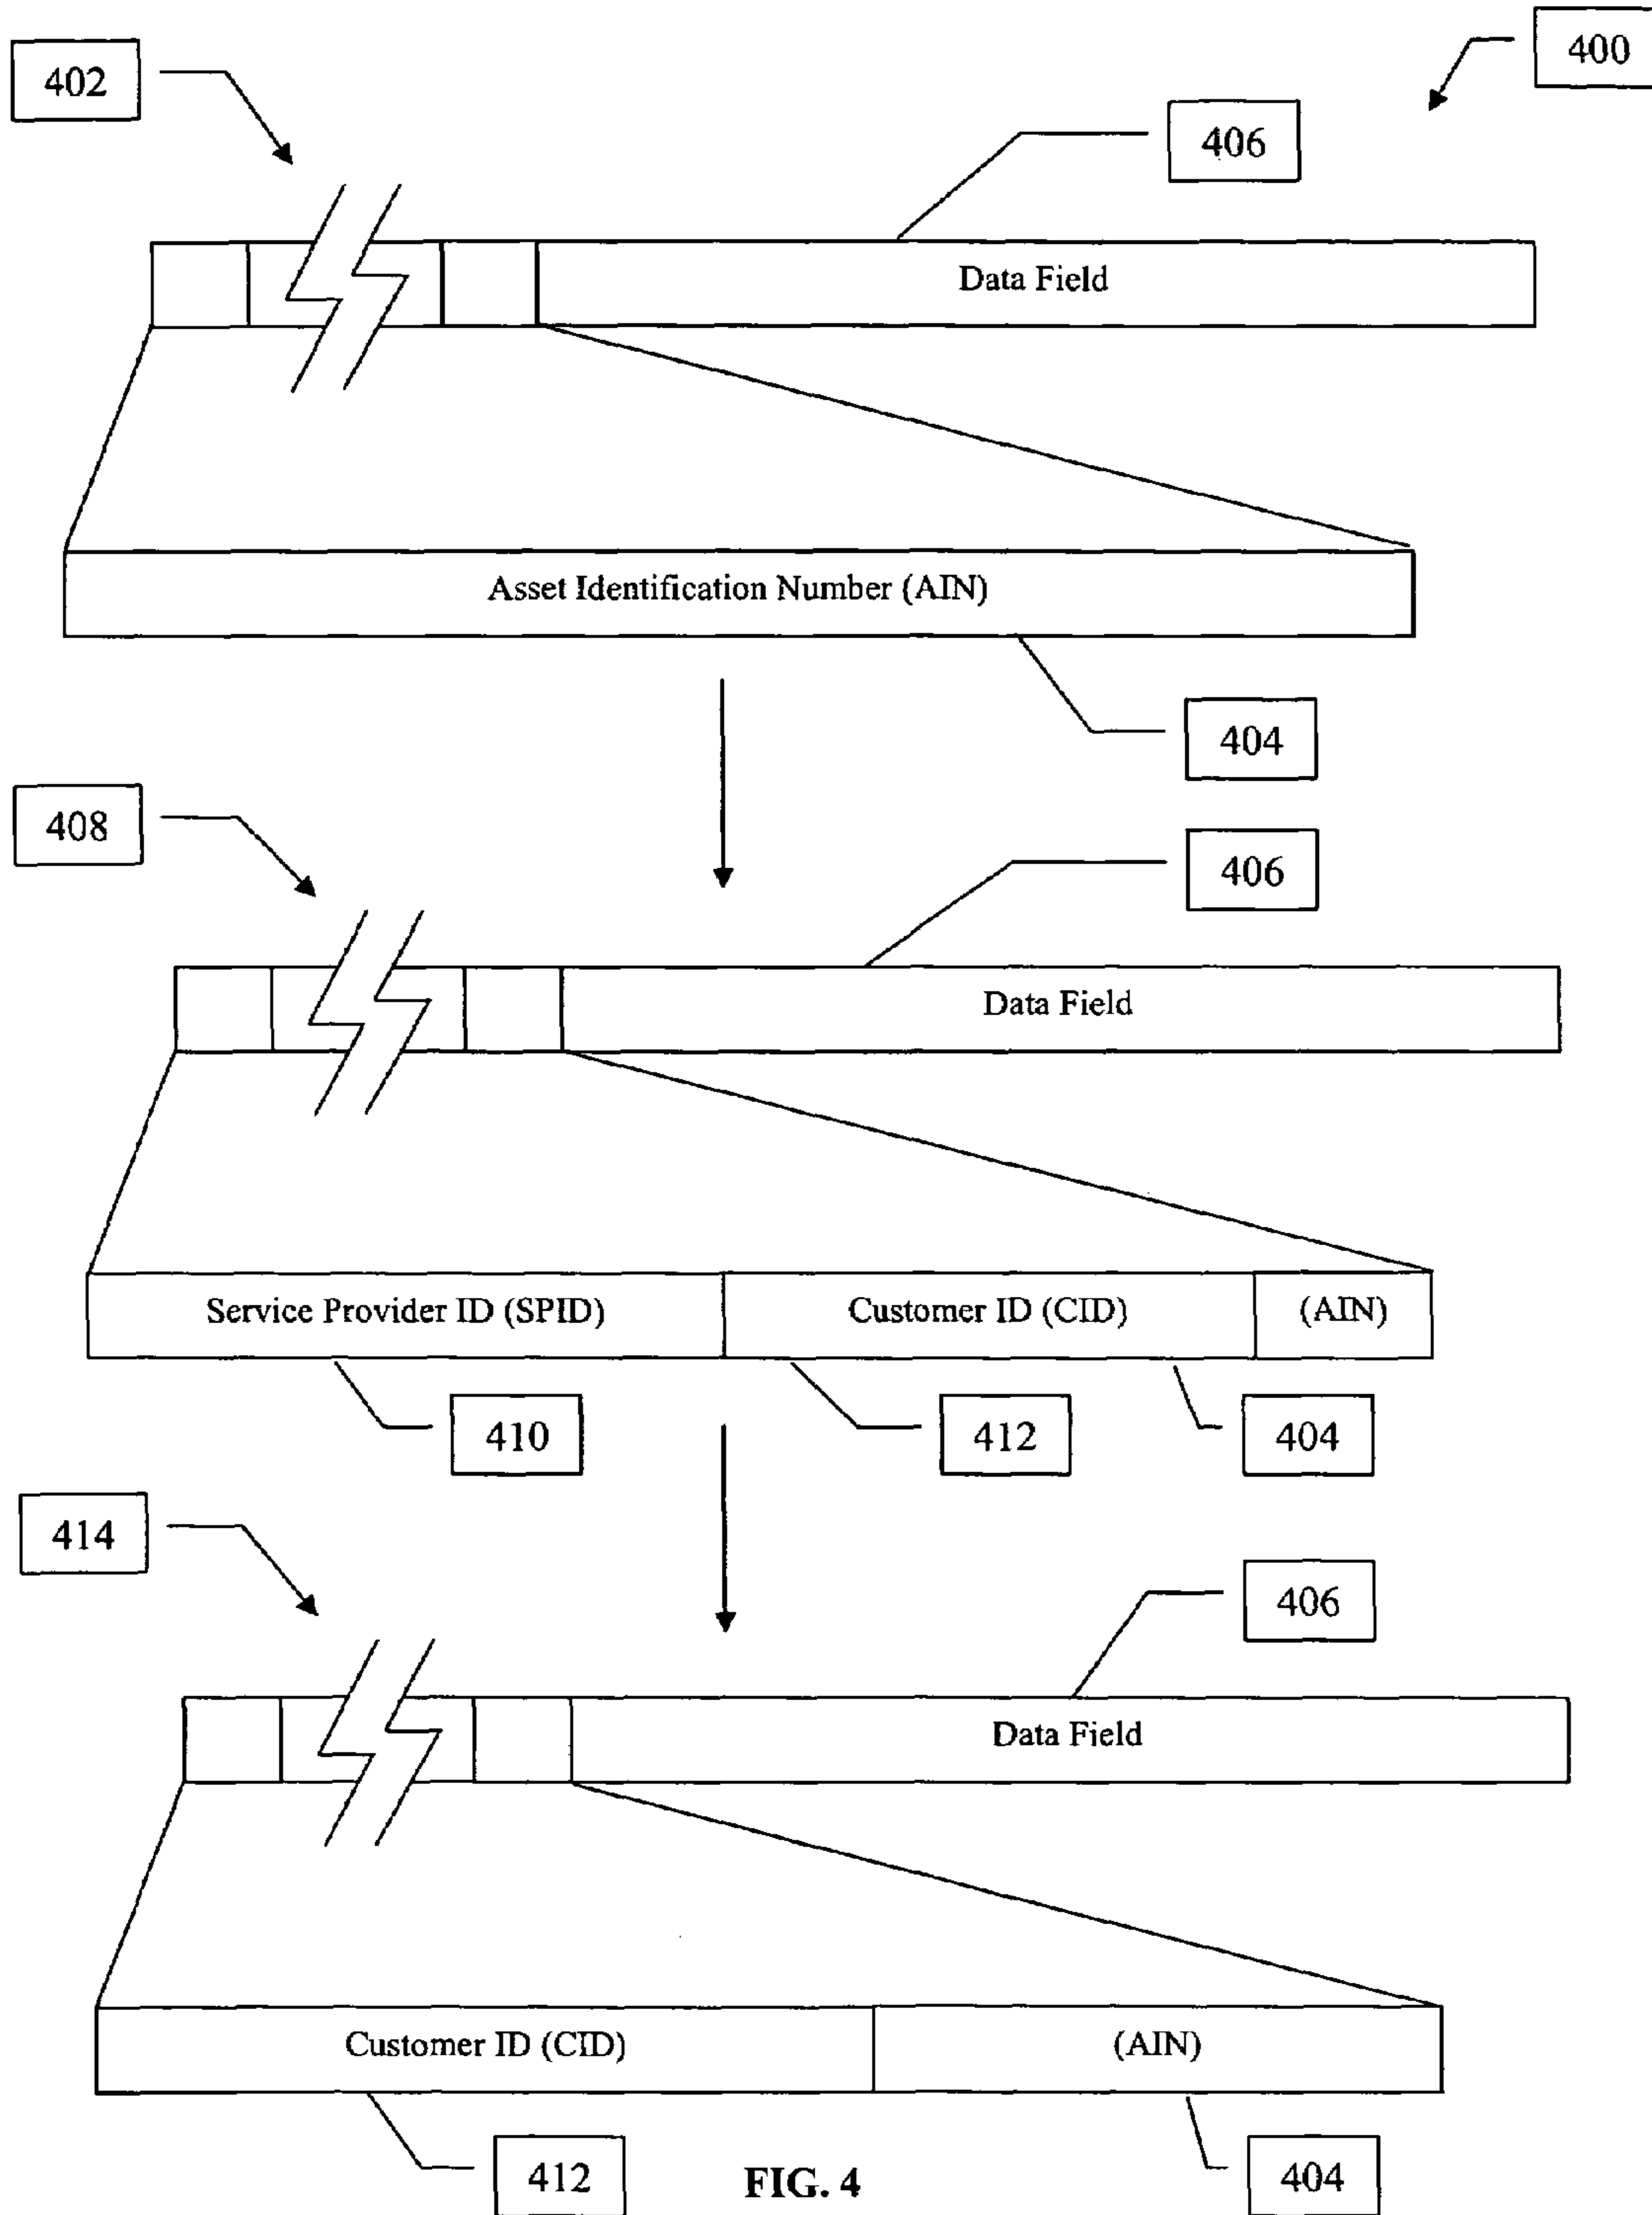 400
402
406
Data Field
Asset Identification Number (AIN)
404
408
406
Data Field
Service Provider ID (SPID) Customer ID (CID) (AIN)
410 412 404
414
406
Data Field
Customer ID (CID) (AIN)
412 FIG. 4 404